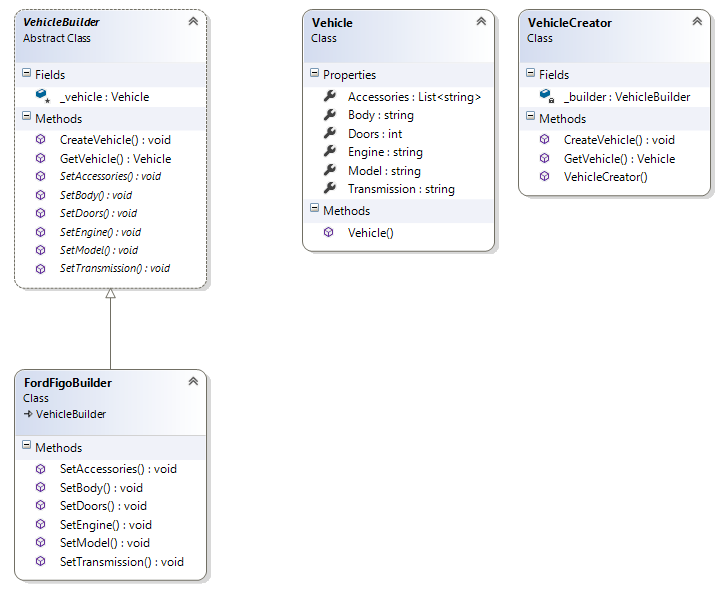 VehicleBuilder
Abstract Class
Fields
_vehicle : Vehicle
Methods
CreateVehicle() : void
GetVehicle() : Vehicle
SetAccessories() : void
SetBody() : void
SetDoors() : void
SetEngine() : void
SetModel() : void
SetTransmission() : void
Vehicle
Class
Properties
Accessories : List<string>
Body : string
Doors : int
Engine : string
Model : string
Transmission : string
Methods
Vehicle()
VehicleCreator
Class
Fields
_builder : VehicleBuilder
Methods
CreateVehicle() : void
GetVehicle() : Vehicle
VehicleCreator()
FordFigoBuilder
Class
VehicleBuilder
Methods
SetAccessories() : void
SetBody() : void
SetDoors() : void
SetEngine() : void
SetModel() : void
SetTransmission() : void